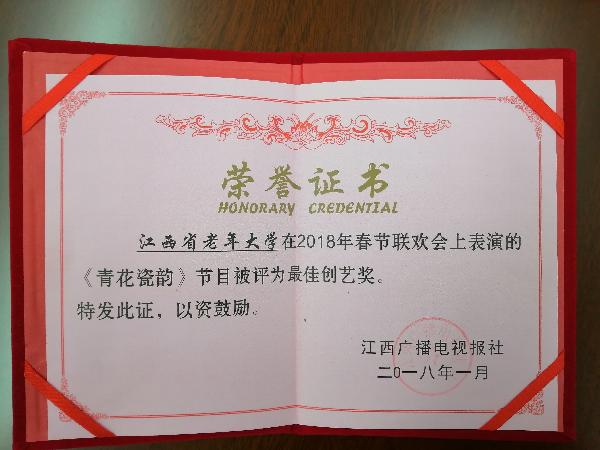 荣誉证书
HONORARY CREDENTIAL
江西省老年大学在2018年春节联欢会上表演的
《青花瓷韵》节目被评为最佳创艺奖。
特发此证，以资鼓励。
江西广播电视报社
二0一八年一月